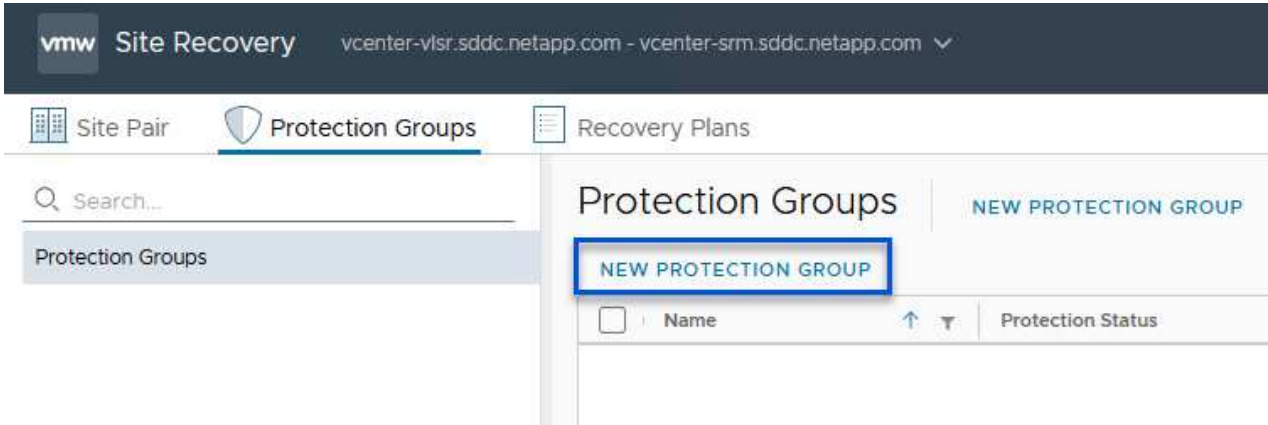 vmw Site Recovery vcenter-vlsr.sddc.netapp.com - vcenter-srm.sddc.netapp.com
Site Pair Protection Groups Recovery Plans
Search...
Protection Groups
Protection Groups NEW PROTECTION GROUP
NEW PROTECTION GROUP
Name Protection Status